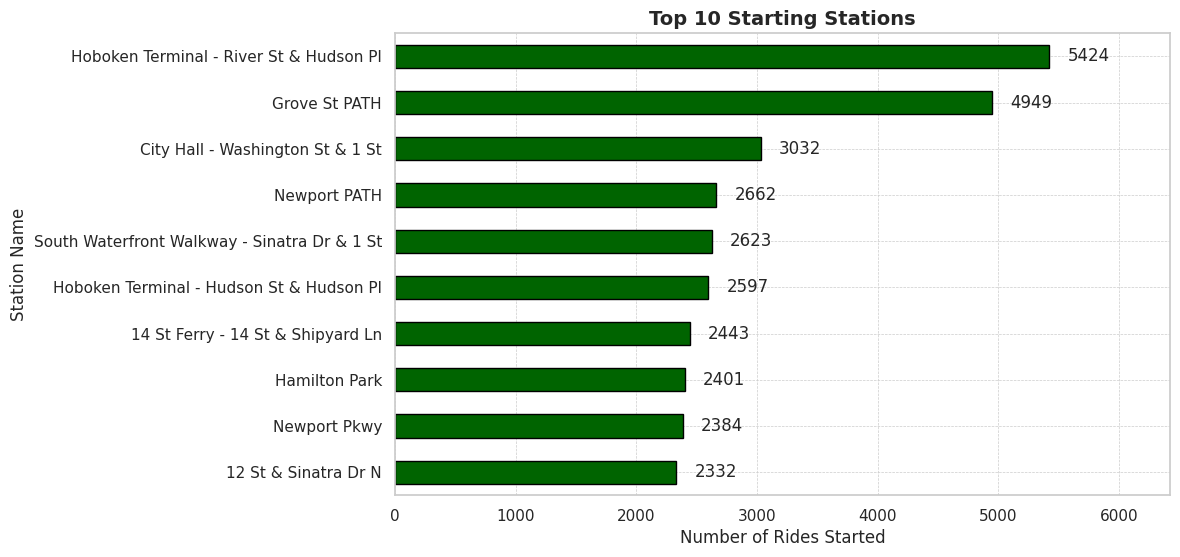 Top 10 Starting Stations
Hoboken Terminal - River St & Hudson Pl 5424
Grove St PATH 4949
City Hall - Washington St & 1 St 3032
Newport PATH 2662
South Waterfront Walkway - Sinatra Dr & 1 St 2623
Hoboken Terminal - Hudson St & Hudson Pl 2597
14 St Ferry - 14 St & Shipyard Ln 2443
Hamilton Park 2401
Newport Pkwy 2384
12 St & Sinatra Dr N 2332
Station Name
0 1000 2000 3000 4000 5000 6000
Number of Rides Started